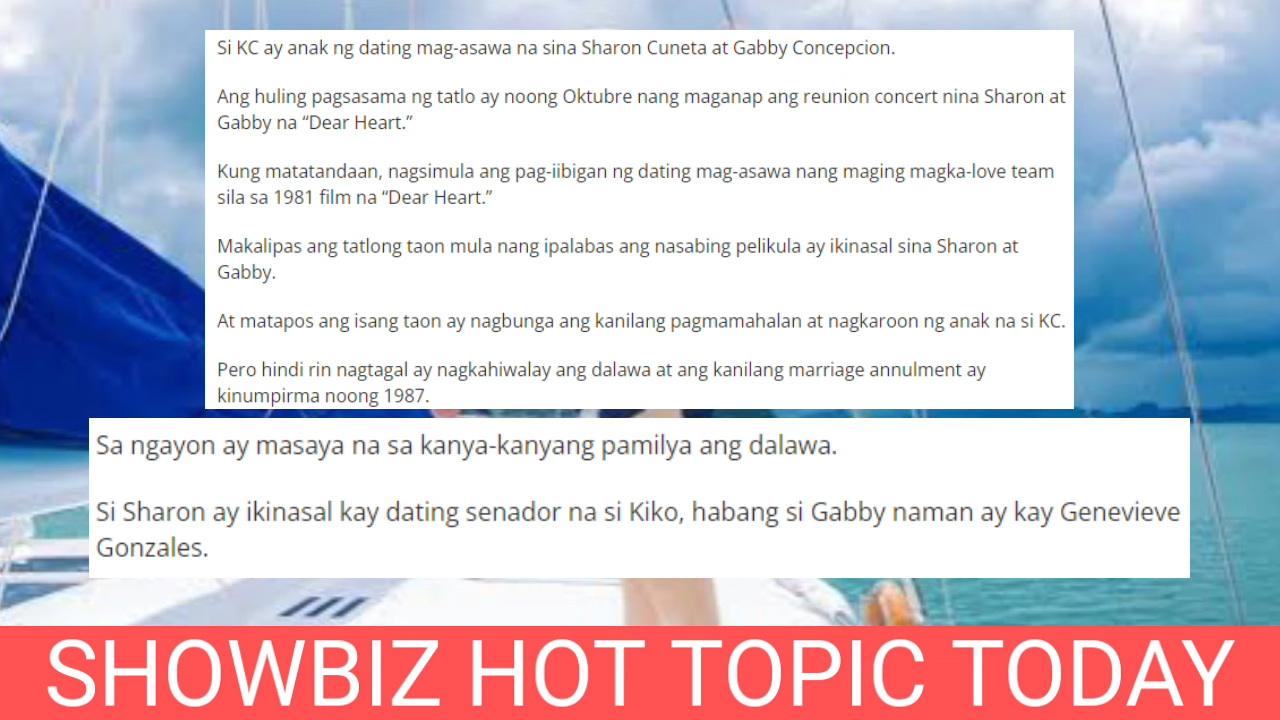 Si KC ay anak ng dating mag-asawa na sina Sharon Cuneta at Gabby Concepcion.
Ang huling pagsasama ng tatlo ay noong Oktubre nang maganap ang reunion concert nina Sharon at
Gabby na “Dear Heart.”
Kung matatandaan, nagsimula ang pag-iibigan ng dating mag-asawa nang maging magka-love team
sila sa 1981 film na “Dear Heart.”
Makalipas ang tatlong taon mula nang ipalabas ang nasabing pelikula ay ikinasal sina Sharon at
Gabby.
At matapos ang isang taon ay nagbunga ang kanilang pagmamahalan at nagkaroon ng anak na si KC.
Pero hindi rin nagtagal ay nagkahiwalay ang dalawa at ang kanilang marriage annulment ay
kinumpirma noong 1987.
Sa ngayon ay masaya na sa kanya-kanyang pamilya ang dalawa.
Si Sharon ay ikinasal kay dating senador na si Kiko, habang si Gabby naman ay kay Genevieve
Gonzales.
SHOWBIZ HOT TOPIC TODAY